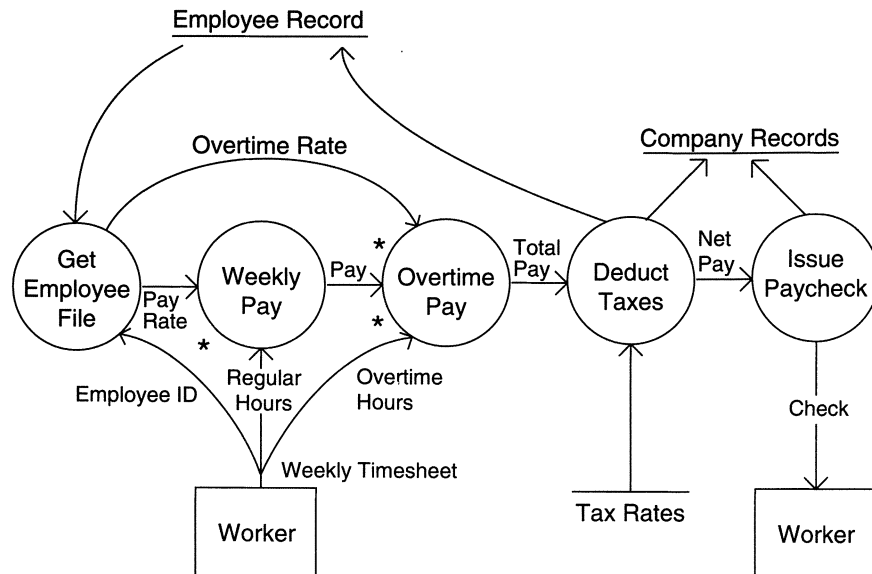 Employee Record
Company Records
Overtime Rate
Get
Employee
File
Pay
Rate
Weekly
Pay
Pay
*
Overtime
Pay
*
Total
Pay
Deduct
Taxes
Net
Pay
Issue
Paycheck
*
Employee ID
Regular
Hours
Overtime
Hours
Check
Weekly Timesheet
Worker
Tax Rates
Worker